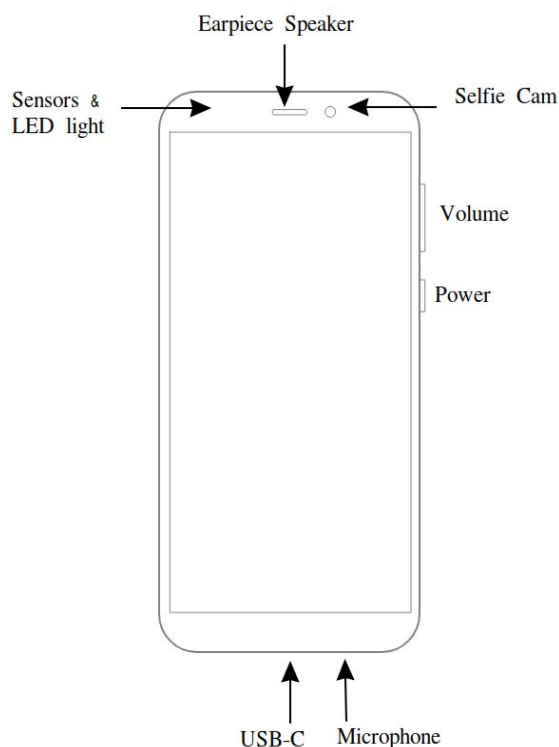 Earpiece Speaker
Sensors &
LED light
Selfie Cam
Volume
Power
USB-C
Microphone